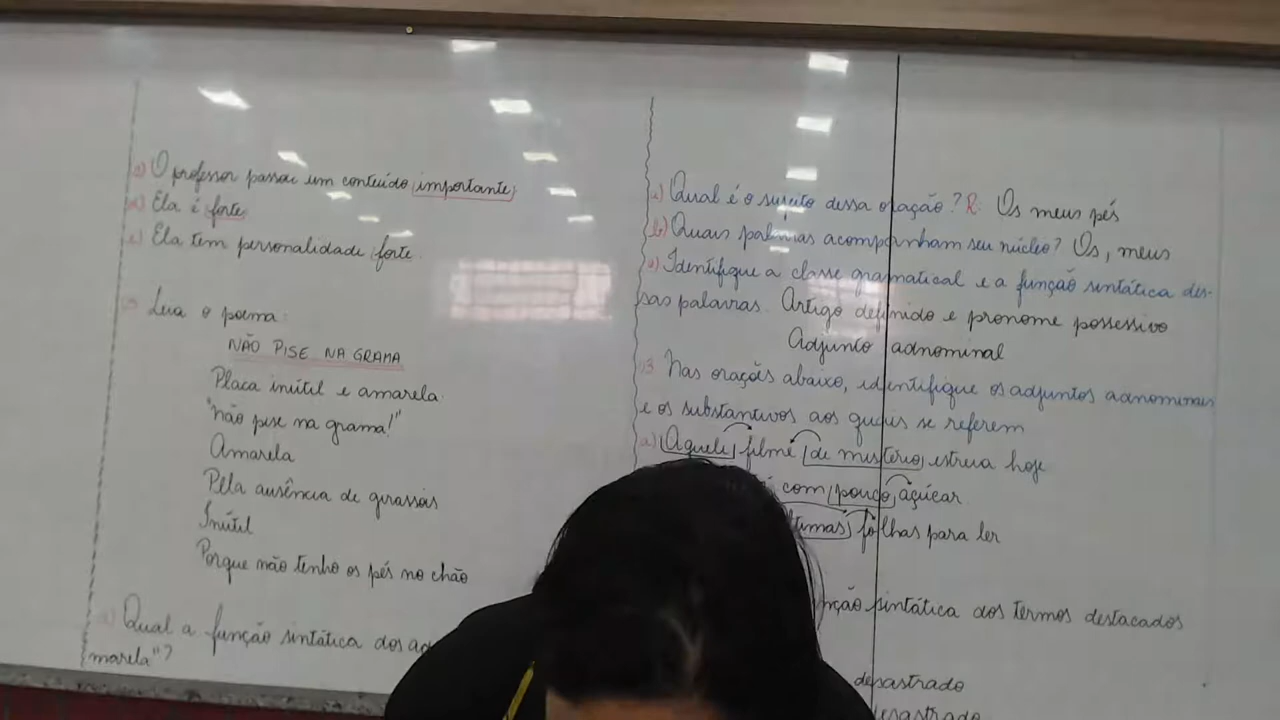 c) O professor passou um conteúdo importante
d) Ela é forte
e) Ela tem personalidade forte.
Leia o poema:
NÃO PISE NA GRAMA
Placa inútil e amarela
"não pise na grama!"
Amarela
Pela ausência de girassóis
Inútil
Porque não tenho os pés no chão
a) Qual a função sintática dos
marela"?
a) Qual é o sujeito dessa oração? R: Os meus pés
b) Quais palavras acompanham seu núcleo? Os, meus
c) Identifique a classe gramatical e a função sintática des-
sas palavras. Artigo definido e pronome possessivo
Adjunto adnominal
3 Nas orações abaixo, identifique os adjuntos adnominais
e os substantivos aos quais se referem
a) Aquele filme de mistério estreia hoje
com pouco açúcar
folhas para ler
sintática dos termos destacados
desastrado
desastrado